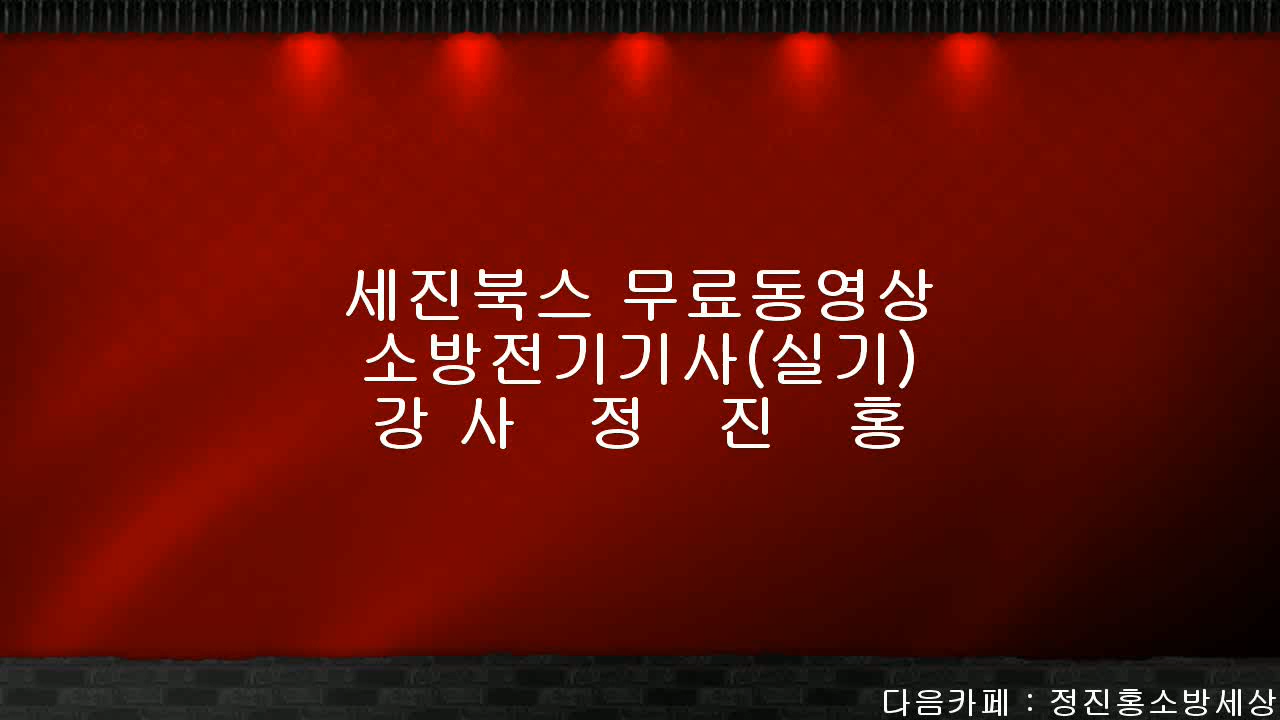 세진북스 무료동영상
소방전기기사(실기)
강 사 정 진 홍
다음카페 : 정진홍소방세상